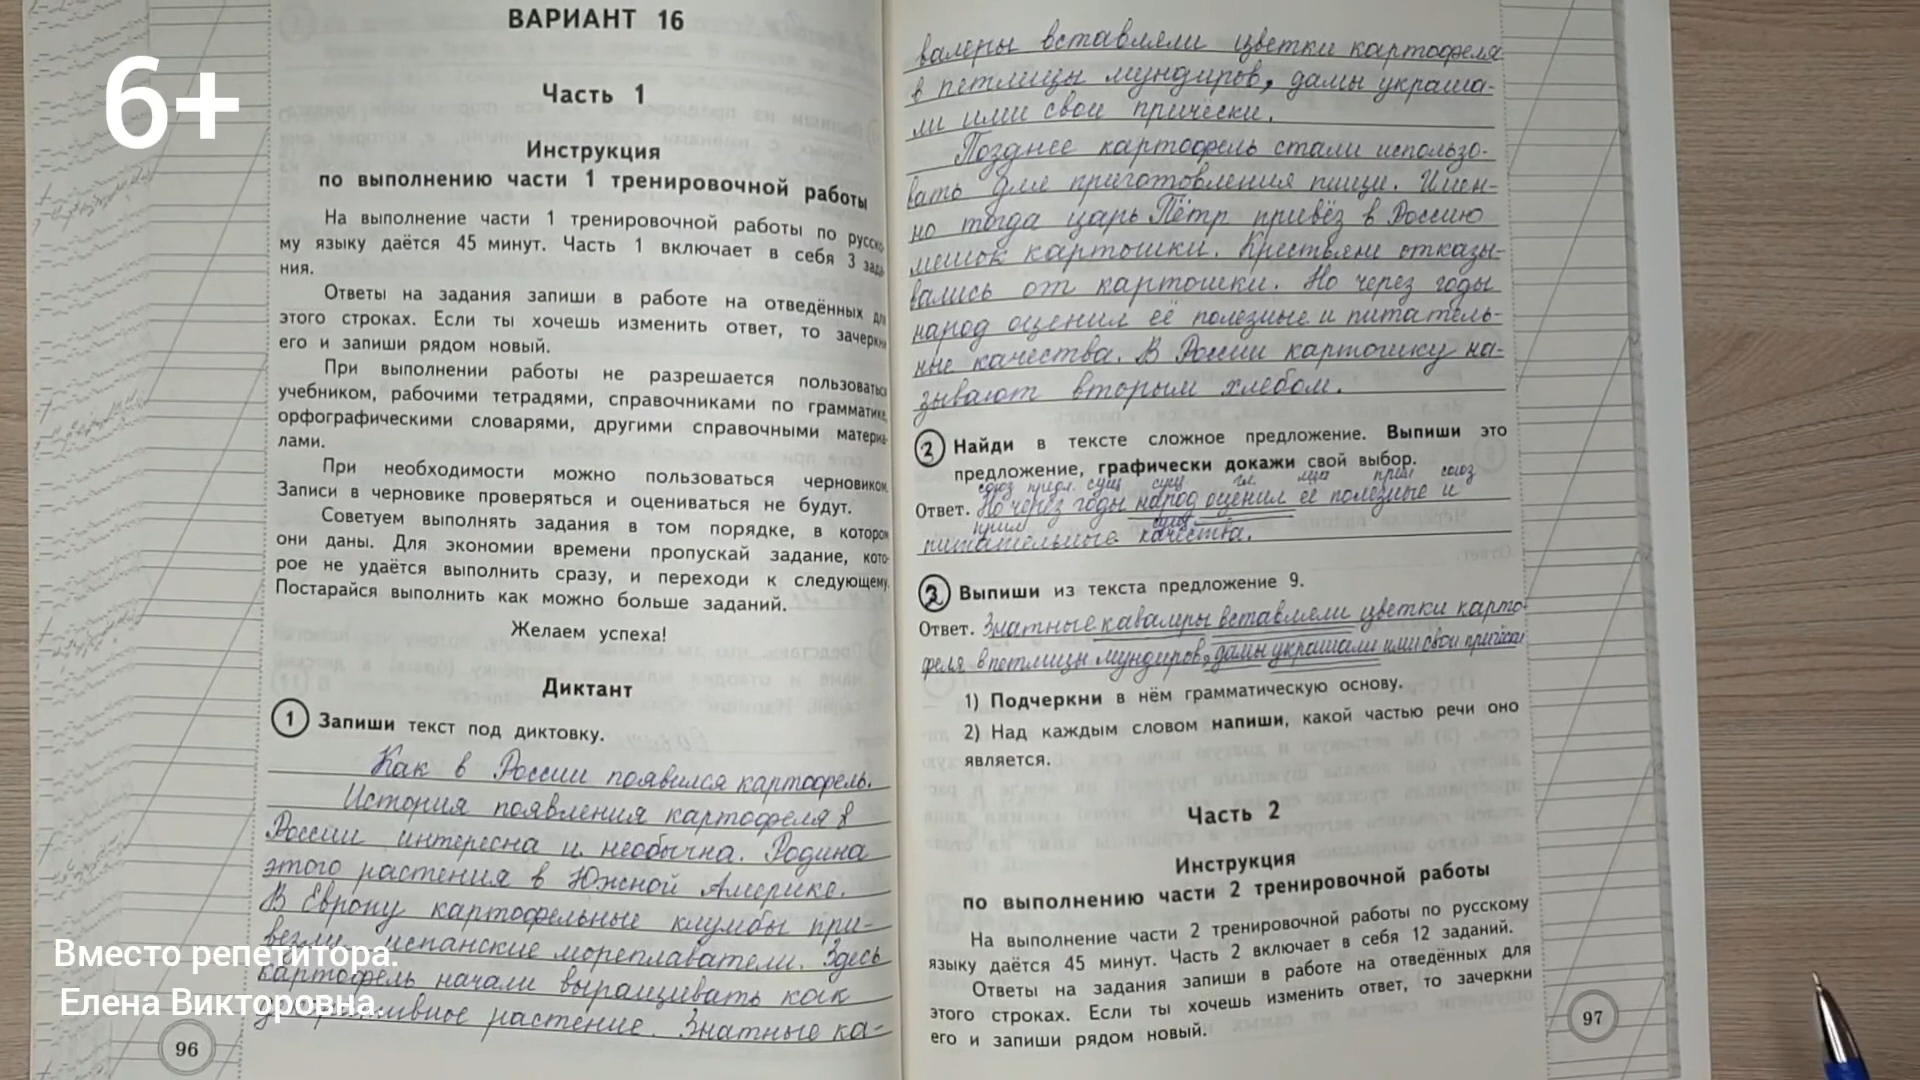 6+
ВАРИАНТ 16
Часть 1
Инструкция
по выполнению части 1 тренировочной работы
На выполнение части 1 тренировочной работы по русско-
му языку даётся 45 минут. Часть 1 включает в себя 3 зада-
ния.
Ответы на задания запиши в работе на отведённых для
этого строках. Если ты хочешь изменить ответ, то зачеркни
его и запиши рядом новый.
При выполнении работы не разрешается пользоваться
учебником, рабочими тетрадями, справочниками по грамматике,
орфографическими словарями, другими справочными материа-
лами.
При необходимости можно пользоваться черновиком.
Записи в черновике проверяться и оцениваться не будут.
Советуем выполнять задания в том порядке, в котором
они даны. Для экономии времени пропускай задание, кото-
рое не удаётся выполнить сразу, и переходи к следующему.
Постарайся выполнить как можно больше заданий.
Желаем успеха!
Диктант
1 Запиши текст под диктовку.
Как в России появился картофель.
История появления картофеля в
России интересна и необычна. Родина
этого растения в Южной Америке.
В Европу картофельные клумбы при-
везли испанские мореплаватели. Здесь
картофель начали выращивать как
растение. Знатные ка-
Вместо репетитора.
Елена Викторовна.
96
валеры вставляли цветки картофеля
в петлицы мундиров, дамы украша-
ли ими свои прически.
Позднее картофель стали использо-
вать для приготовления пищи. Имен-
но тогда царь Пётр привёз в Россию
мешок картошки. Крестьяне отказы-
вались от картошки. Но через годы
народ оценил её полезные и питатель-
ные качества. В России картошку на-
зывают вторым хлебом.
2 Найди в тексте сложное предложение. Выпиши это
предложение, графически докажи свой выбор.
союз предл. сущ сущ гл. мест прил союз
Ответ. Но через годы народ оценил её полезные и
прил сущ
питательные качества.
3 Выпиши из текста предложение 9.
Ответ. Знатные кавалеры вставляли цветки карто-
феля в петлицы мундиров, дамы украшали ими свои прически
1) Подчеркни в нём грамматическую основу.
2) Над каждым словом напиши, какой частью речи оно
является.
Часть 2
Инструкция
по выполнению части 2 тренировочной работы
На выполнение части 2 тренировочной работы по русскому
языку даётся 45 минут. Часть 2 включает в себя 12 заданий.
Ответы на задания запиши в работе на отведённых для
этого строках. Если ты хочешь изменить ответ, то зачеркни
его и запиши рядом новый.
97